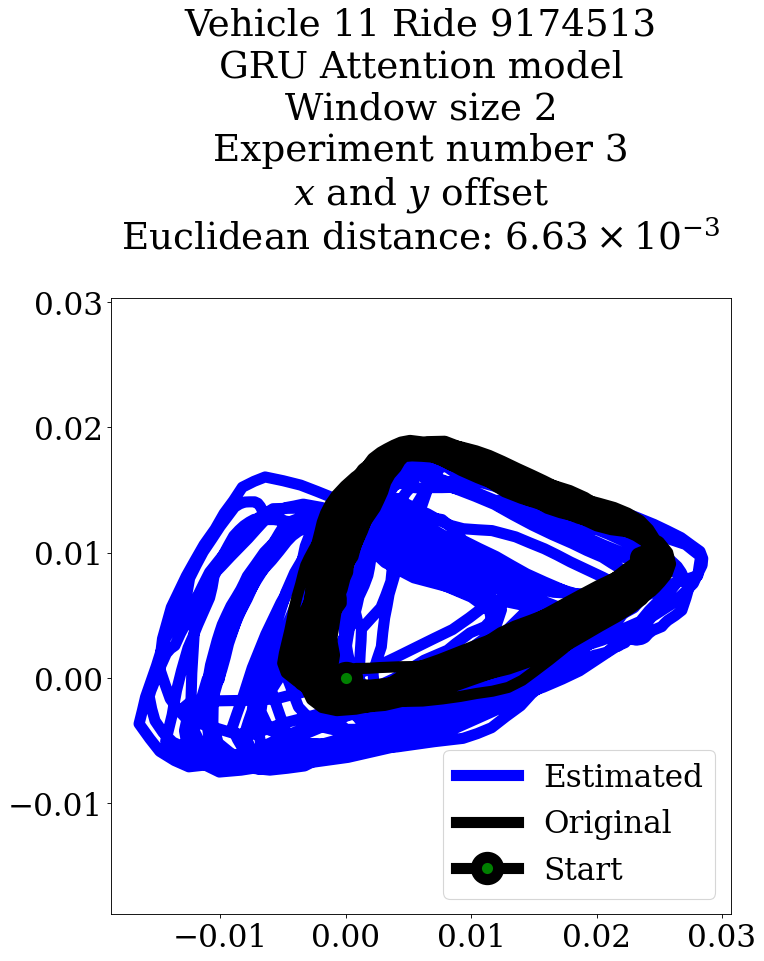 Vehicle 11 Ride 9174513
GRU Attention model
Window size 2
Experiment number 3
x and y offset
Euclidean distance: 6.63 × 10⁻³
0.03
0.02
0.01
0.00
−0.01
Estimated
Original
Start
−0.01 0.00 0.01 0.02 0.03